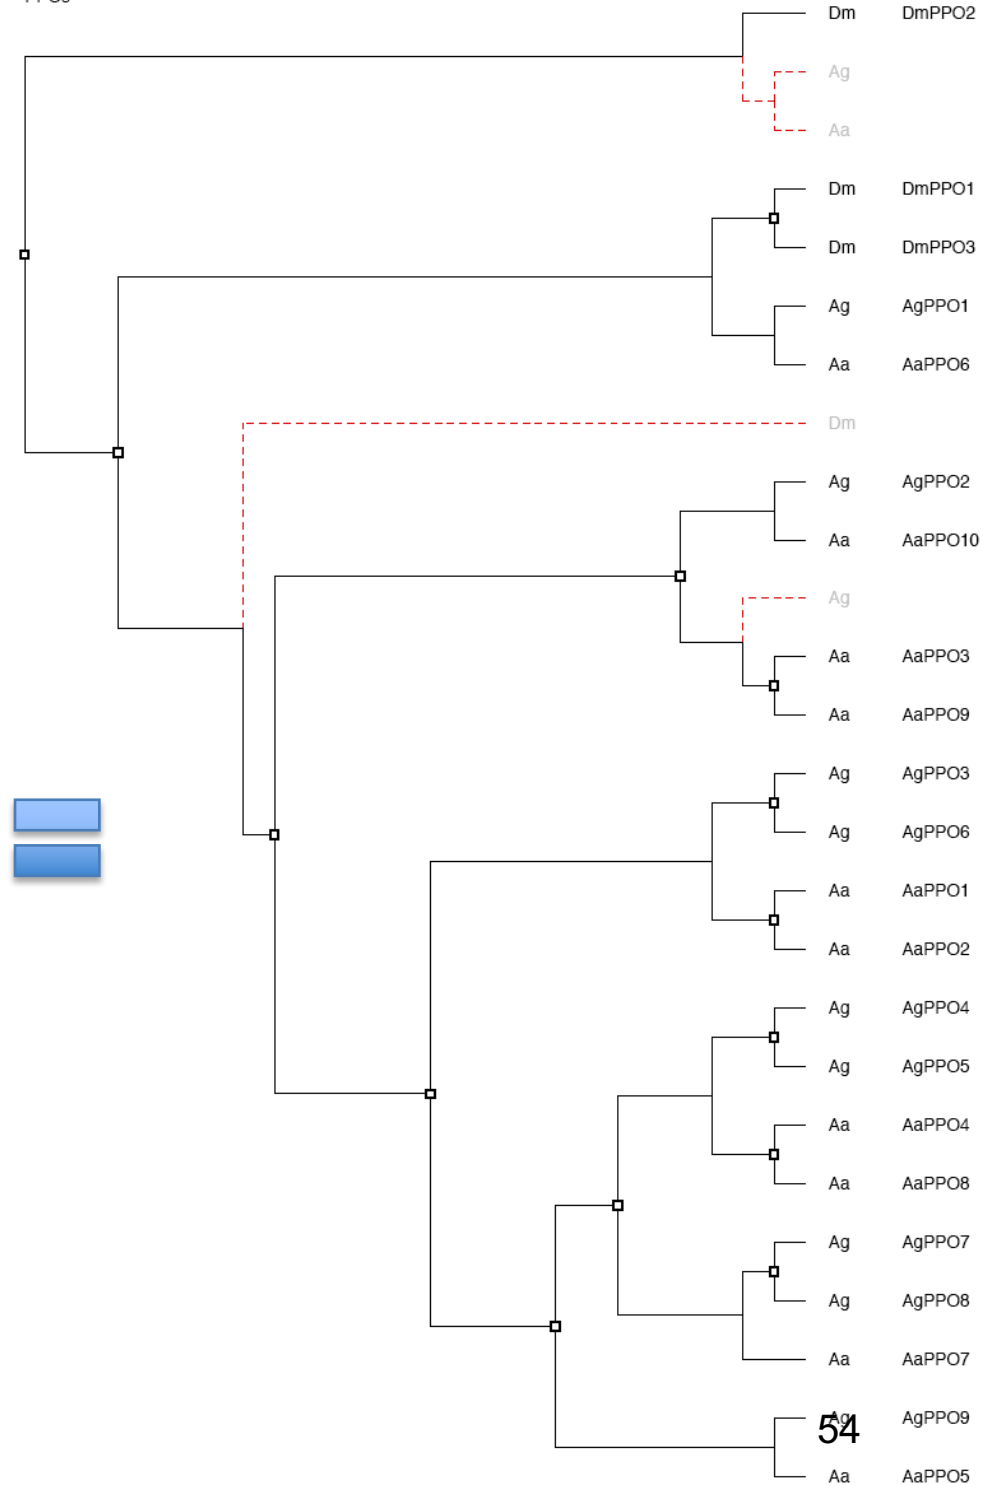 Dm DmPPO2
Ag
Aa
Dm DmPPO1
Dm DmPPO3
Ag AgPPO1
Aa AaPPO6
Dm
Ag AgPPO2
Aa AaPPO10
Ag
Aa AaPPO3
Aa AaPPO9
Ag AgPPO3
Ag AgPPO6
Aa AaPPO1
Aa AaPPO2
Ag AgPPO4
Ag AgPPO5
Aa AaPPO4
Aa AaPPO8
Ag AgPPO7
Ag AgPPO8
Aa AaPPO7
Ag AgPPO9
54
Aa AaPPO5